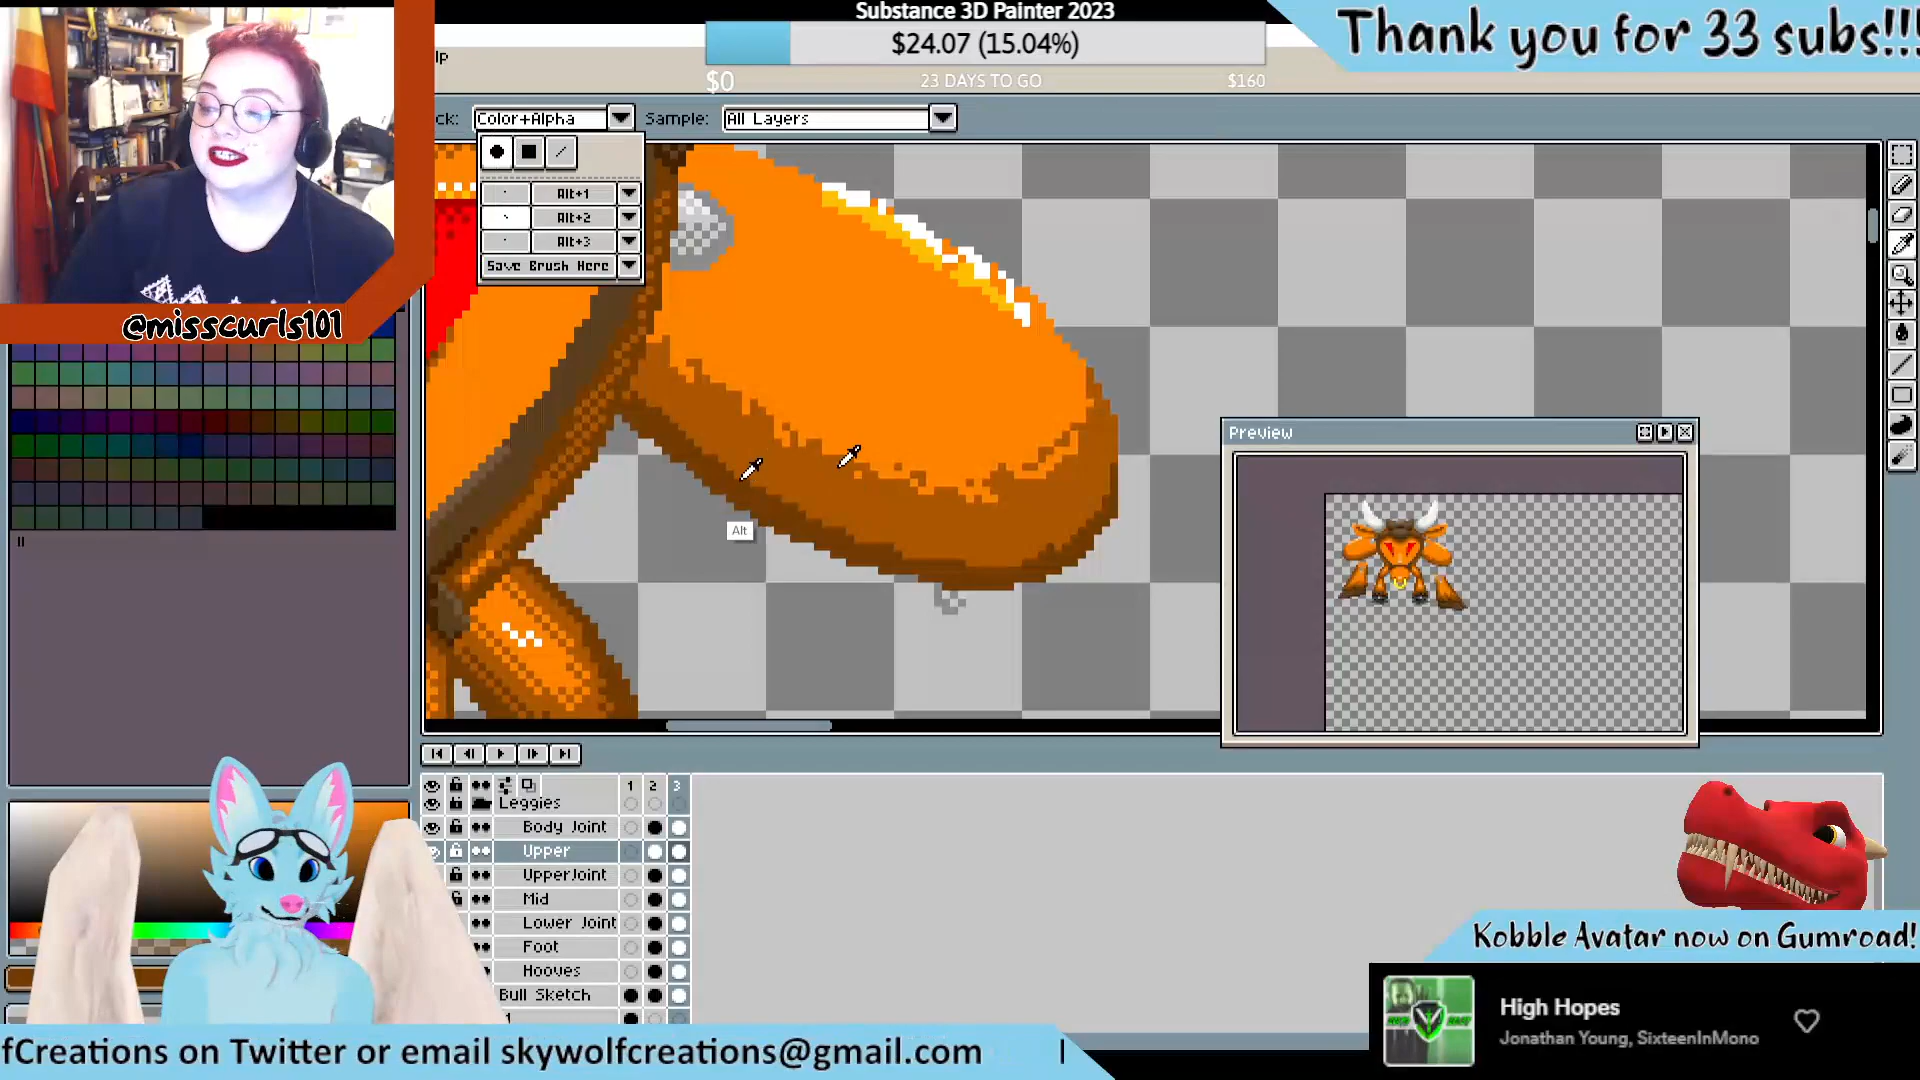 Substance 3D Painter 2023
$24.07 (15.04%)
$0
23 DAYS TO GO
$160
Thank you for 33 subs!!!
lp
ck:
Color+Alpha
Sample:
All Layers
Alt+1
Alt+2
Alt+3
Save Brush Here
@misscurls101
Alt
Preview
1 2 3
Leggies
Body Joint
Upper
UpperJoint
Mid
Lower Joint
Foot
Hooves
Bull Sketch
1
Kobble Avatar now on Gumroad!
High Hopes
Jonathan Young, SixteenInMono
fCreations on Twitter or email skywolfcreations@gmail.com